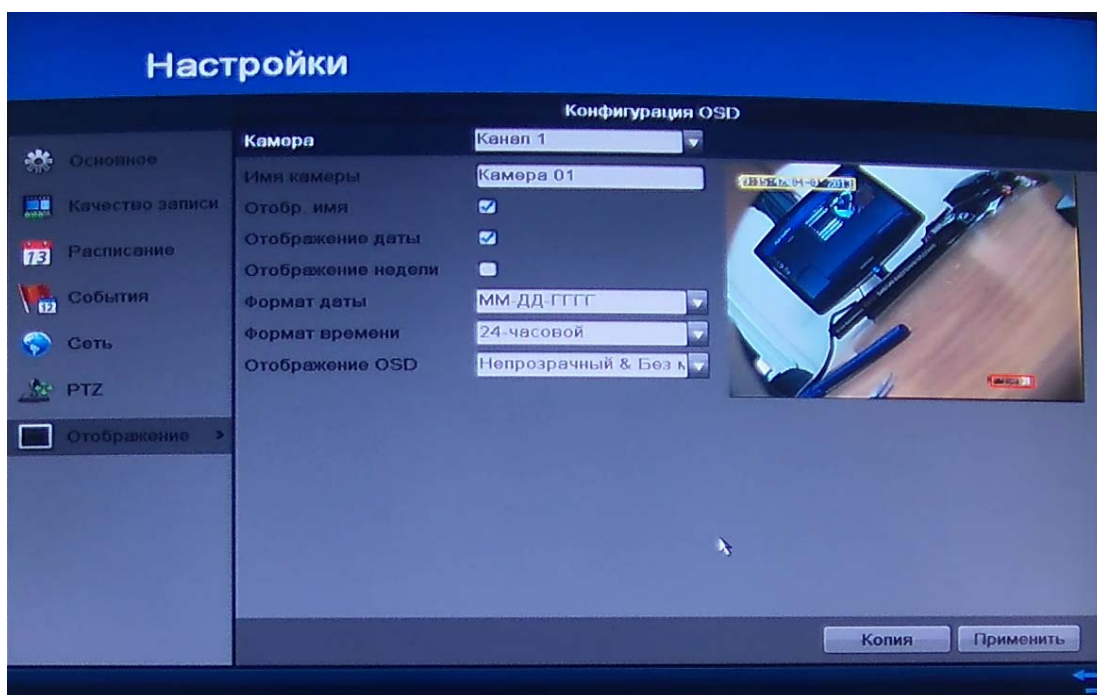 Настройки
Конфигурация OSD
Камера
Канал 1
Основное
Имя камеры
Камера 01
Качество записи
Отобр. имя
Отображение даты
Расписание
Отображение недели
События
Формат даты
ММ-ДД-ГГГГ
Формат времени
24-часовой
Сеть
Отображение OSD
Непрозрачный & Без м
PTZ
Отображение >
Камера 01
Копия
Применить